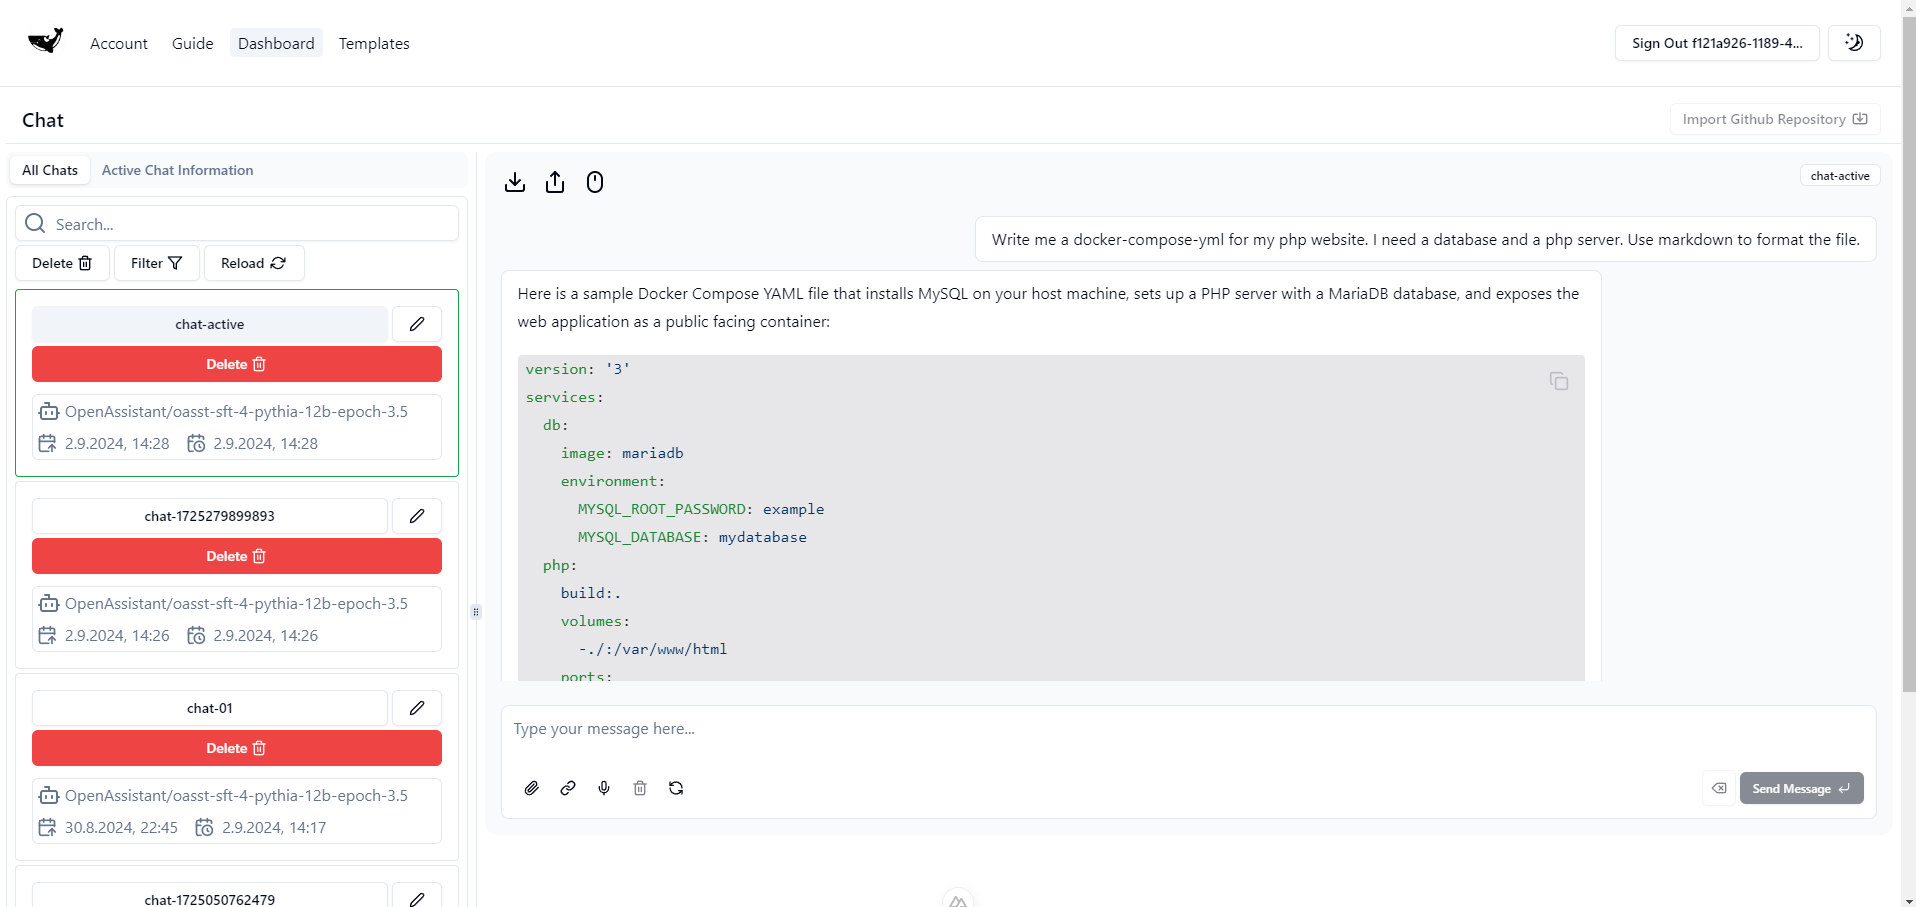 Account Guide Dashboard Templates
Sign Out f121a926-1189-4...
Chat
Import Github Repository
All Chats Active Chat Information
Search...
Delete Filter Reload
chat-active
Delete
OpenAssistant/oasst-sft-4-pythia-12b-epoch-3.5
2.9.2024, 14:28 2.9.2024, 14:28
chat-1725279899893
Delete
OpenAssistant/oasst-sft-4-pythia-12b-epoch-3.5
2.9.2024, 14:26 2.9.2024, 14:26
chat-01
Delete
OpenAssistant/oasst-sft-4-pythia-12b-epoch-3.5
30.8.2024, 22:45 2.9.2024, 14:17
chat-1725050762479
chat-active
Write me a docker-compose-yml for my php website. I need a database and a php server. Use markdown to format the file.
Here is a sample Docker Compose YAML file that installs MySQL on your host machine, sets up a PHP server with a MariaDB database, and exposes the
web application as a public facing container:
version: '3'
services:
db:
image: mariadb
environment:
MYSQL_ROOT_PASSWORD: example
MYSQL_DATABASE: mydatabase
php:
build:.
volumes:
-./:/var/www/html
ports:
Type your message here...
Send Message